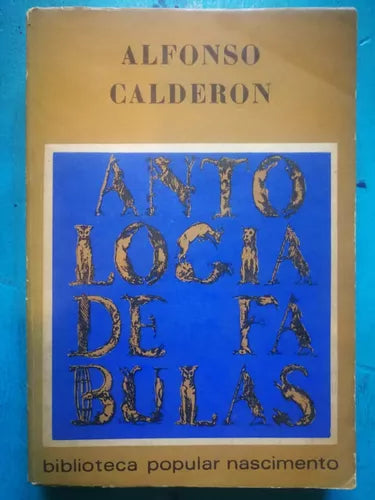 ALFONSO
CALDERON
ANTO
LOGIA
DE FA
BULAS
biblioteca popular nascimento